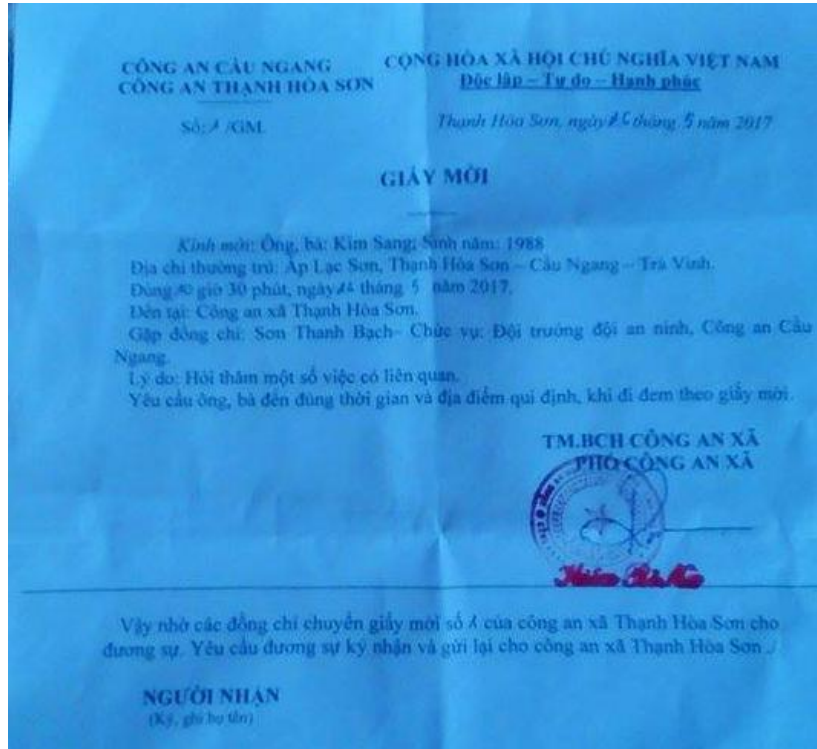 CÔNG AN CẦU NGANG
CÔNG AN THẠNH HÒA SƠN
CỘNG HÒA XÃ HỘI CHỦ NGHĨA VIỆT NAM
Độc lập – Tự do – Hạnh phúc
Số: /GM.
Thạnh Hòa Sơn, ngày tháng 5 năm 2017
GIẤY MỜI
Kính mời: Ông, bà: Kim Sang; Sinh năm: 1988
Địa chỉ thường trú: Ấp Lạc Sơn, Thạnh Hòa Sơn – Cầu Ngang – Trà Vinh.
Đúng giờ 30 phút, ngày tháng 5 năm 2017.
Đến tại: Công an xã Thạnh Hòa Sơn.
Gặp đồng chí: Sơn Thanh Bạch– Chức vụ: Đội trưởng đội an ninh, Công an Cầu
Ngang.
Lý do: Hỏi thăm một số việc có liên quan.
Yêu cầu ông, bà đến đúng thời gian và địa điểm qui định, khi đi đem theo giấy mời.
TM.BCH CÔNG AN XÃ
PHÓ CÔNG AN XÃ
Vậy nhờ các đồng chí chuyển giấy mời số của công an xã Thạnh Hòa Sơn cho
đương sự. Yêu cầu đương sự ký nhận và gửi lại cho công an xã Thạnh Hòa Sơn./.
NGƯỜI NHẬN
(Ký, ghi họ tên)